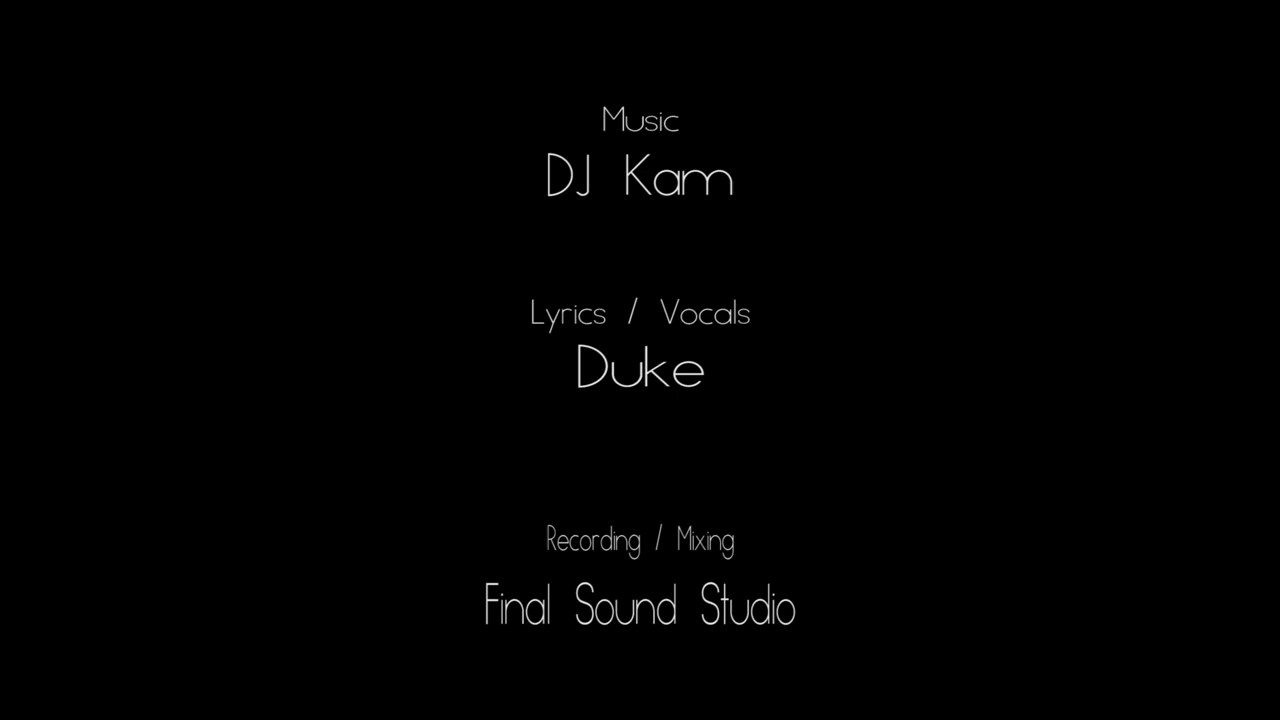 Music
DJ Kam
Lyrics / Vocals
Duke
Recording / Mixing
Final Sound Studio